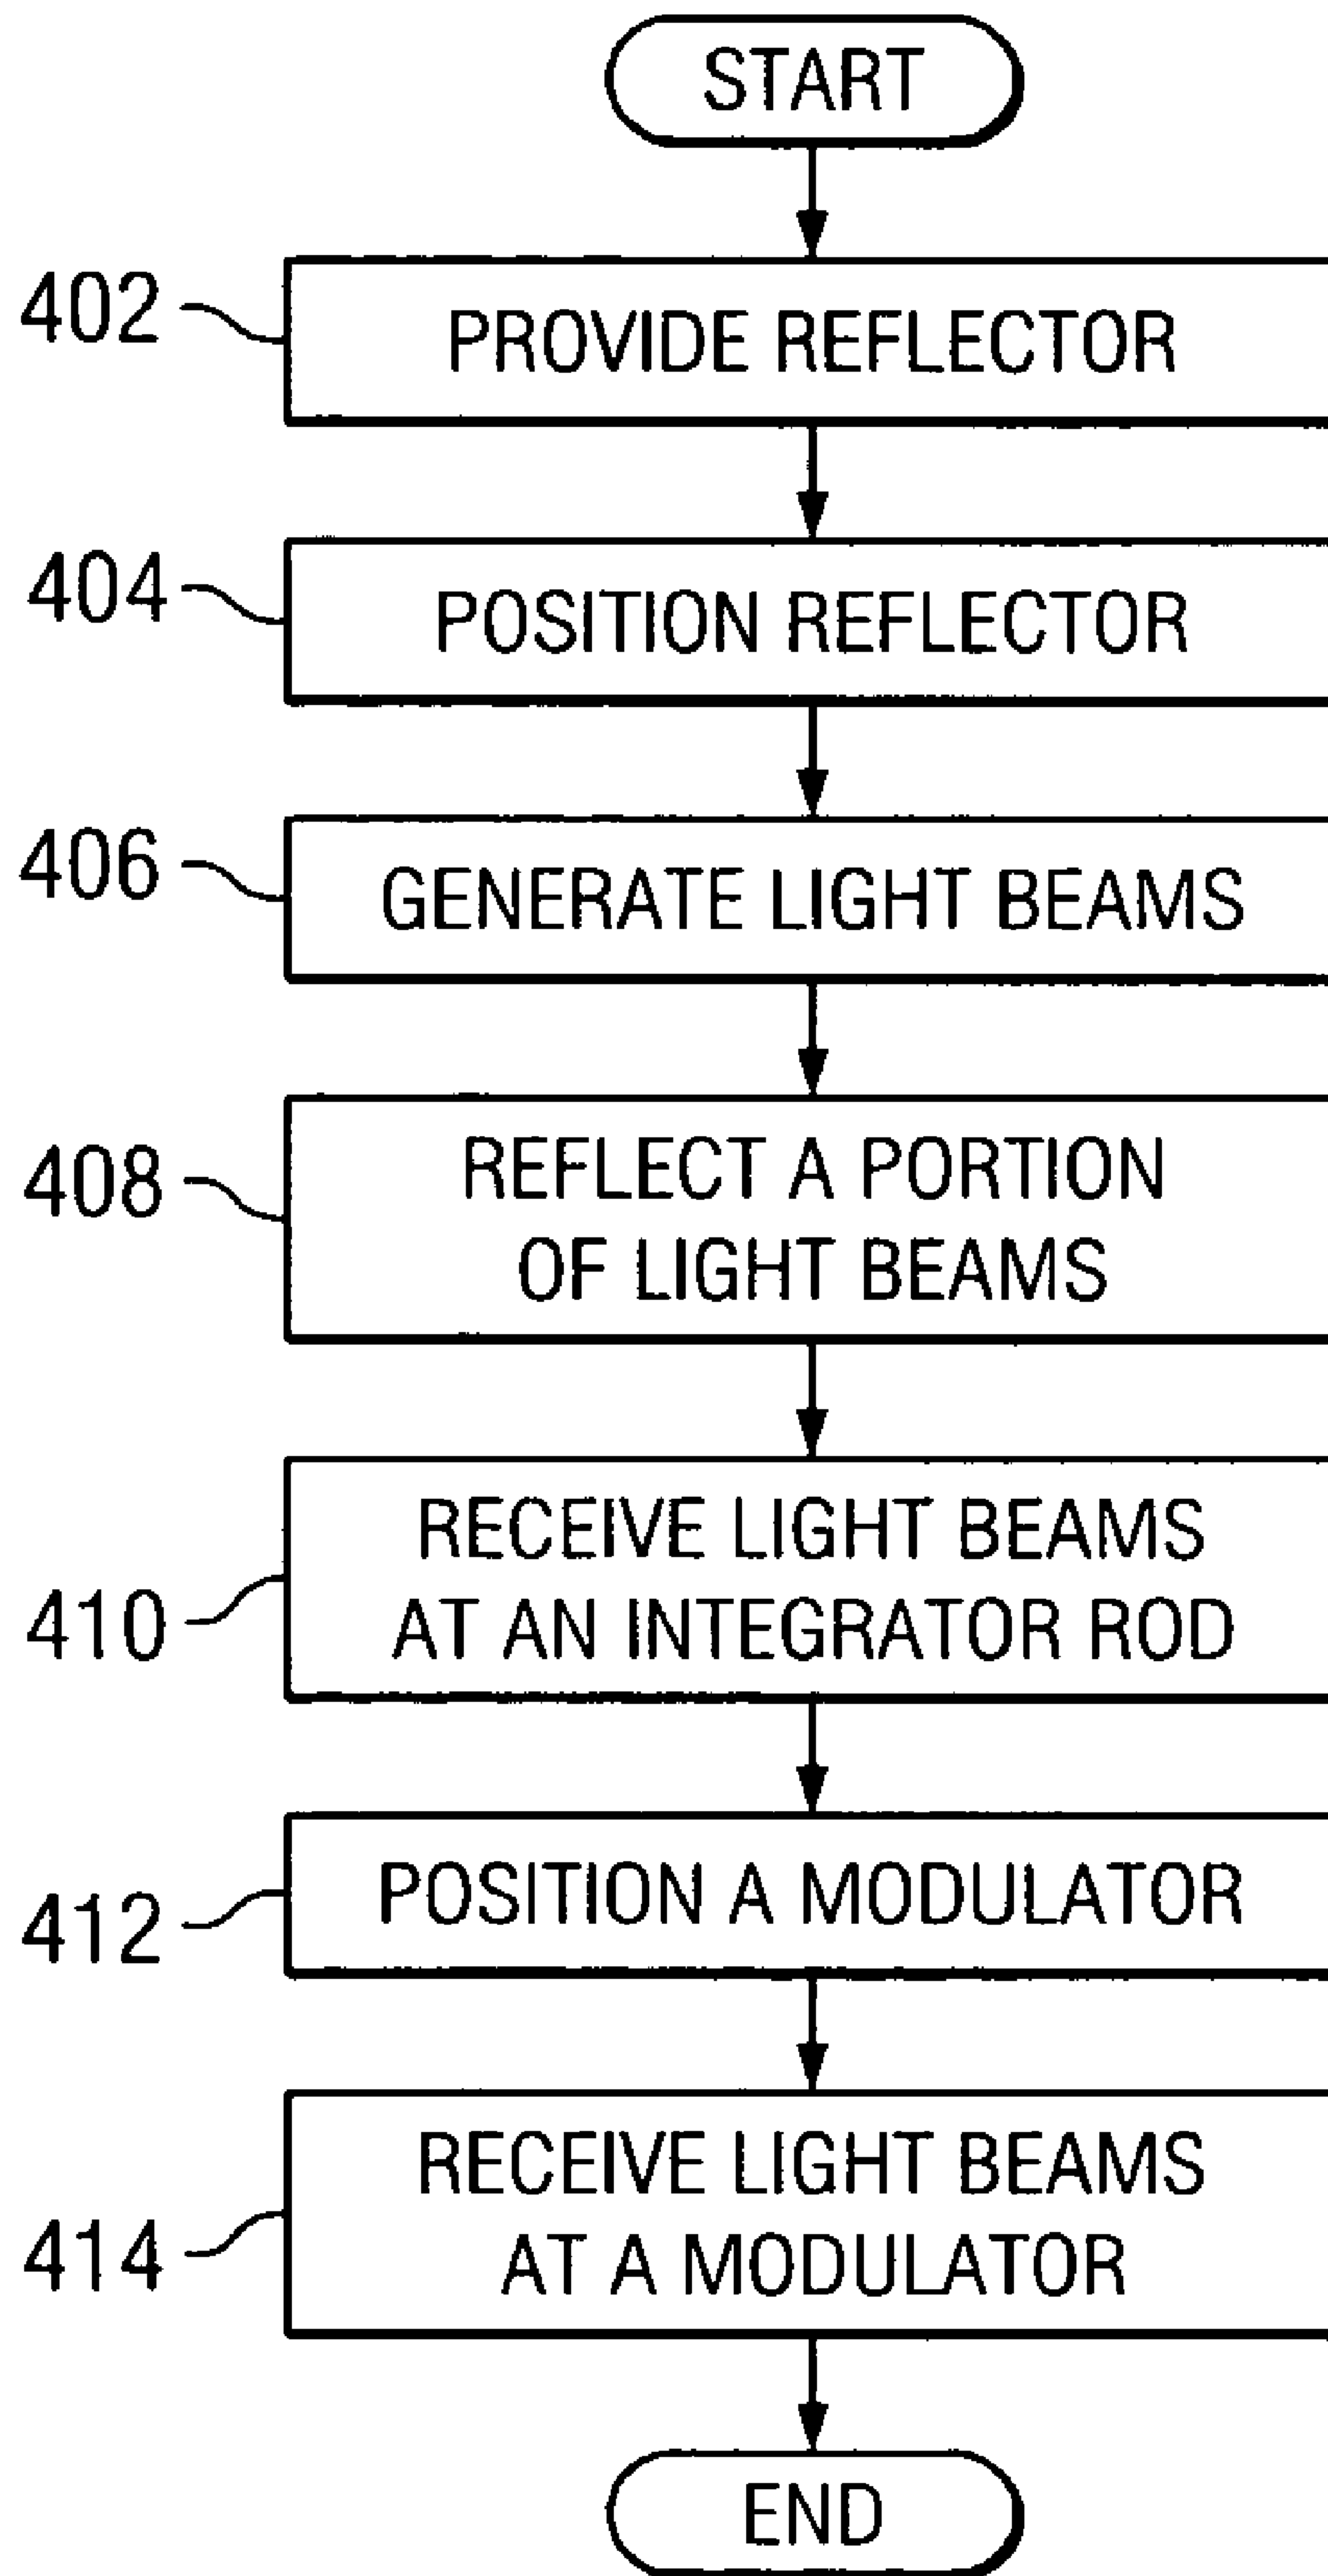 START
402
PROVIDE REFLECTOR
404
POSITION REFLECTOR
406
GENERATE LIGHT BEAMS
408
REFLECT A PORTION
OF LIGHT BEAMS
410
RECEIVE LIGHT BEAMS
AT AN INTEGRATOR ROD
412
POSITION A MODULATOR
414
RECEIVE LIGHT BEAMS
AT A MODULATOR
END